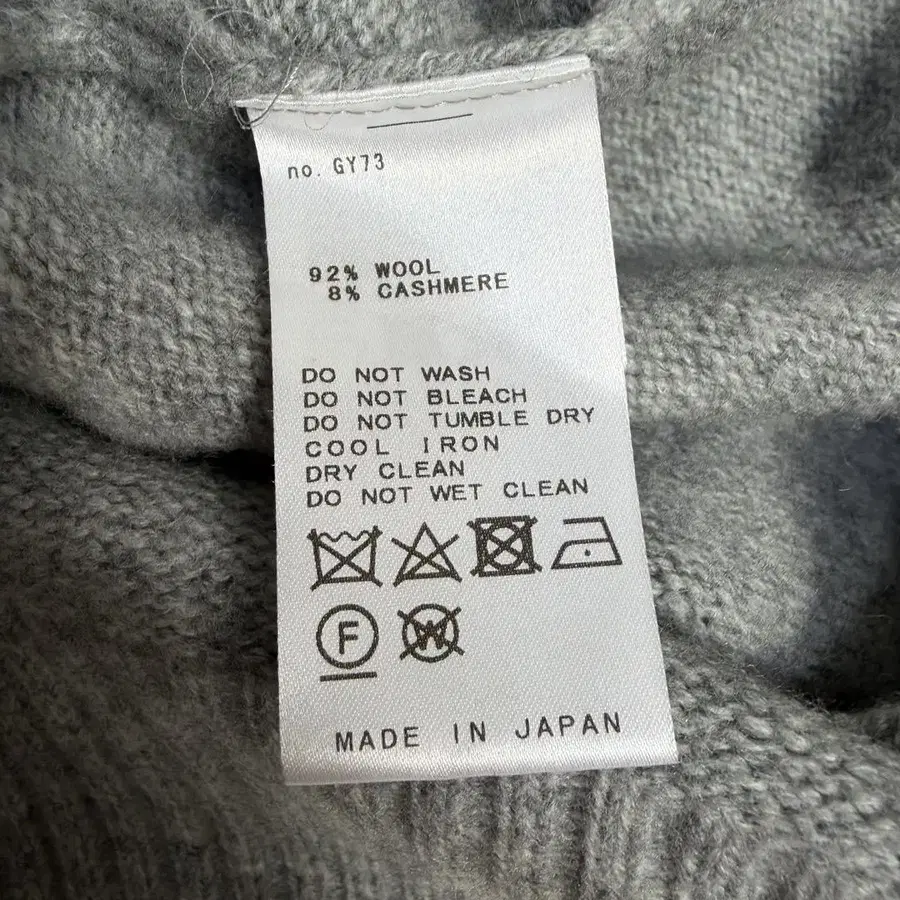 no. GY73
92% WOOL
8% CASHMERE
DO NOT WASH
DO NOT BLEACH
DO NOT TUMBLE DRY
COOL IRON
DRY CLEAN
DO NOT WET CLEAN
F W
MADE IN JAPAN